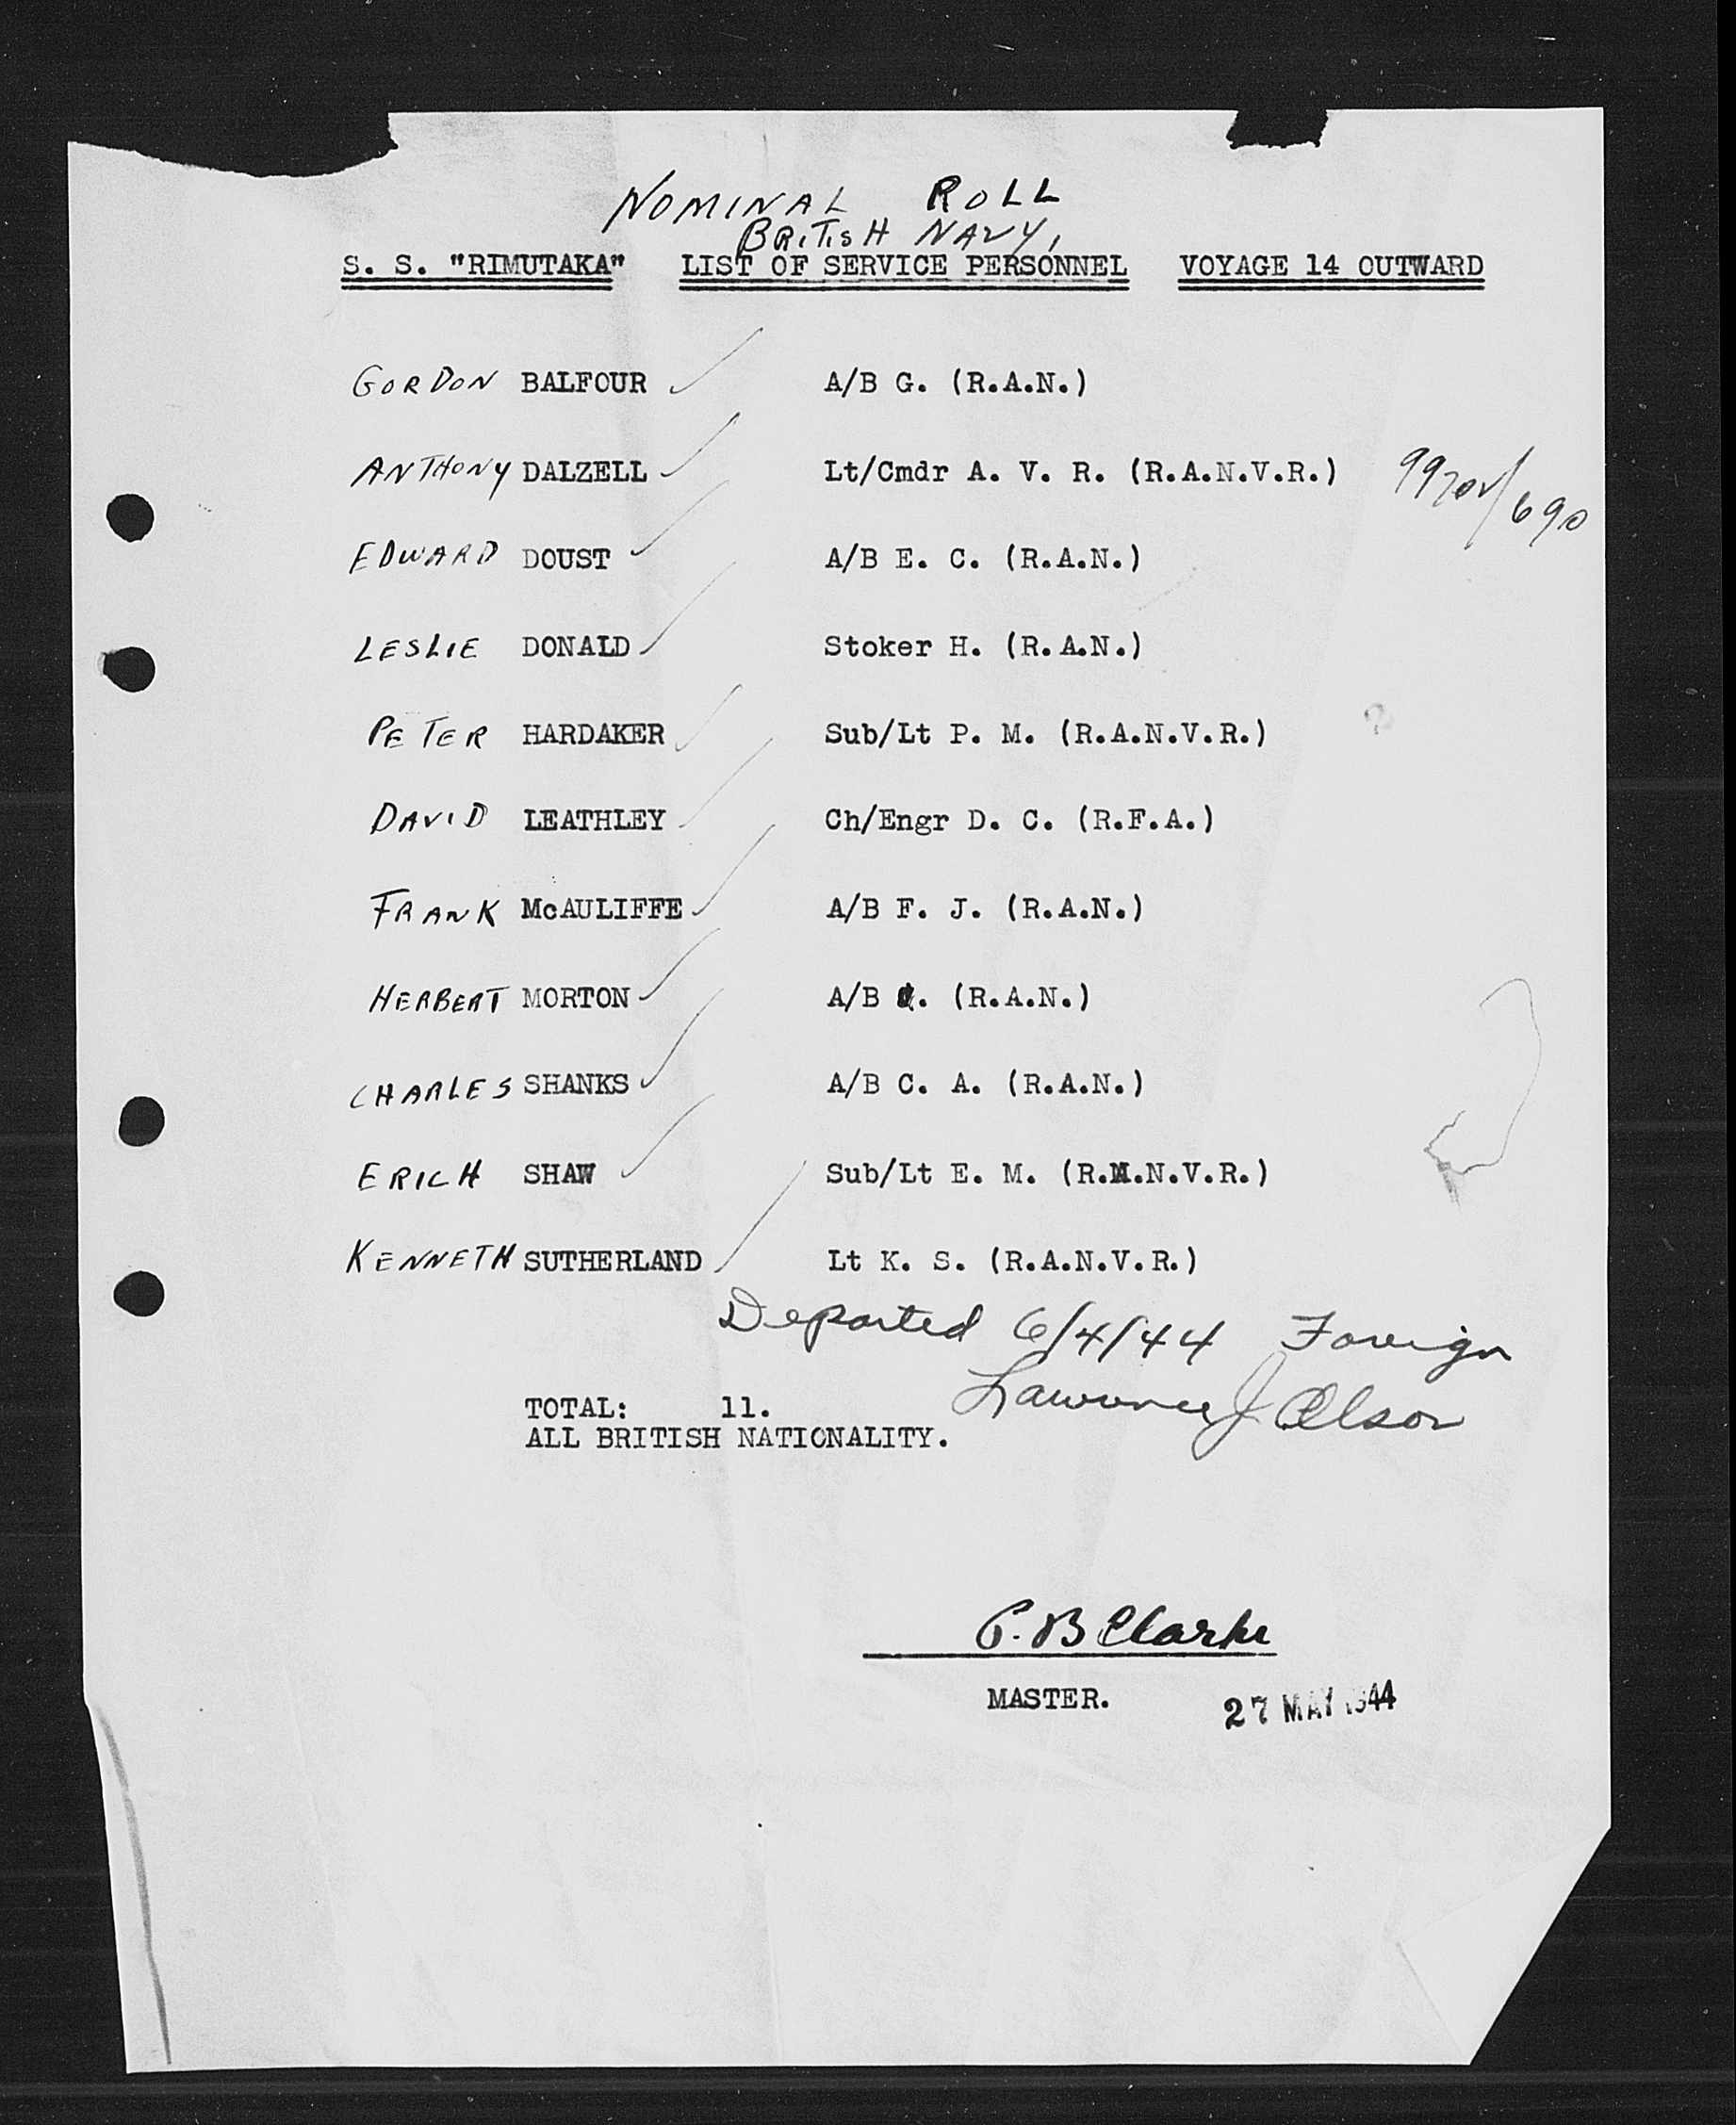 NOMINAL ROLL
BRITISH NAVY,
S. S. "RIMUTAKA" LIST OF SERVICE PERSONNEL VOYAGE 14 OUTWARD
GORDON BALFOUR A/B G. (R.A.N.)
ANTHONY DALZELL Lt/Cmdr A. V. R. (R.A.N.V.R.)
690
EDWARD DOUST A/B E. C. (R.A.N.)
LESLIE DONALD Stoker H. (R.A.N.)
PETER HARDAKER Sub/Lt P. M. (R.A.N.V.R.) ?
DAVID LEATHLEY Ch/Engr D. C. (R.F.A.)
FRANK McAULIFFE A/B F. J. (R.A.N.)
HERBERT MORTON A/B (R.A.N.)
CHARLES SHANKS A/B C. A. (R.A.N.)
ERICH SHAW Sub/Lt E. M. (R.N.V.R.)
KENNETH SUTHERLAND Lt K. S. (R.A.N.V.R.)
Departed 6/4/44 Foreign
Lawrence J. Olson
TOTAL: 11.
ALL BRITISH NATIONALITY.
P. B Clarke
MASTER. 27 MAY 1944